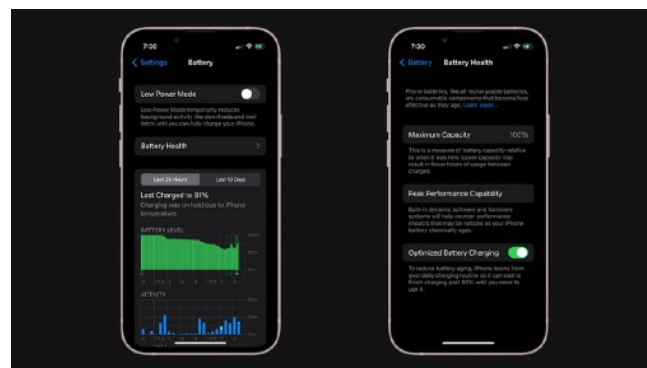 7:30
Settings
Battery
Low Power Mode
Low Power Mode temporarily reduces
background activity like downloads and mail
fetch until you can fully charge your iPhone.
Battery Health
Last 24 Hours
Last 10 Days
Last Charged to 81%
Charging was on hold due to iPhone
temperature
BATTERY LEVEL
100%
0%
ACTIVITY
60m
30m
0m
7:30
Battery
Battery Health
Phone batteries, like all rechargeable batteries,
are consumable components that become less
effective as they age. Learn more...
Maximum Capacity
100%
This is a measure of battery capacity relative
to when it was new. Lower capacity may
result in fewer hours of usage between
charges.
Peak Performance Capability
Built-in dynamic software and hardware
systems will help counter performance
impacts that may be noticed as your iPhone
battery chemically ages.
Optimized Battery Charging
To reduce battery aging, iPhone learns from
your daily charging routine so it can wait to
finish charging past 80% until you need to
use it.